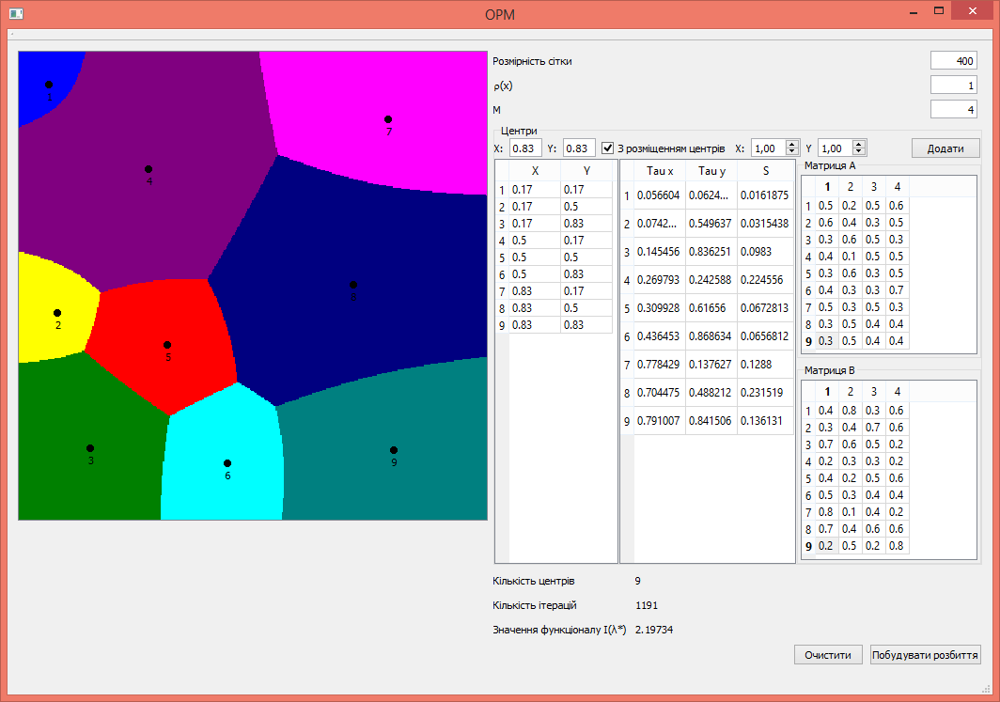 OPM
1
7
4
8
2
5
3
6
9
Розмірність сітки 400
ρ(x) 1
M 4
Центри
X: 0.83 Y: 0.83 З розміщенням центрів X: 1,00 Y 1,00 Додати
X Y
1 0.17 0.17
2 0.17 0.5
3 0.17 0.83
4 0.5 0.17
5 0.5 0.5
6 0.5 0.83
7 0.83 0.17
8 0.83 0.5
9 0.83 0.83
Tau x Tau y S
1 0.056604 0.0624... 0.0161875
2 0.0742... 0.549637 0.0315438
3 0.145456 0.836251 0.0983
4 0.269793 0.242588 0.224556
5 0.309928 0.61656 0.0672813
6 0.436453 0.868634 0.0656812
7 0.778429 0.137627 0.1288
8 0.704475 0.488212 0.231519
9 0.791007 0.841506 0.136131
Матриця A
1 2 3 4
1 0.5 0.2 0.5 0.6
2 0.6 0.4 0.3 0.5
3 0.3 0.6 0.5 0.3
4 0.4 0.1 0.5 0.5
5 0.3 0.6 0.3 0.5
6 0.4 0.3 0.3 0.7
7 0.5 0.3 0.5 0.3
8 0.3 0.5 0.4 0.4
9 0.3 0.5 0.4 0.4
Матриця B
1 2 3 4
1 0.4 0.8 0.3 0.6
2 0.3 0.4 0.7 0.6
3 0.7 0.6 0.5 0.2
4 0.2 0.3 0.3 0.2
5 0.4 0.2 0.5 0.6
6 0.5 0.3 0.4 0.4
7 0.8 0.1 0.4 0.2
8 0.7 0.4 0.6 0.6
9 0.2 0.5 0.2 0.8
Кількість центрів 9
Кількість ітерацій 1191
Значення функціоналу I(λ*) 2.19734
Очистити Побудувати розбиття